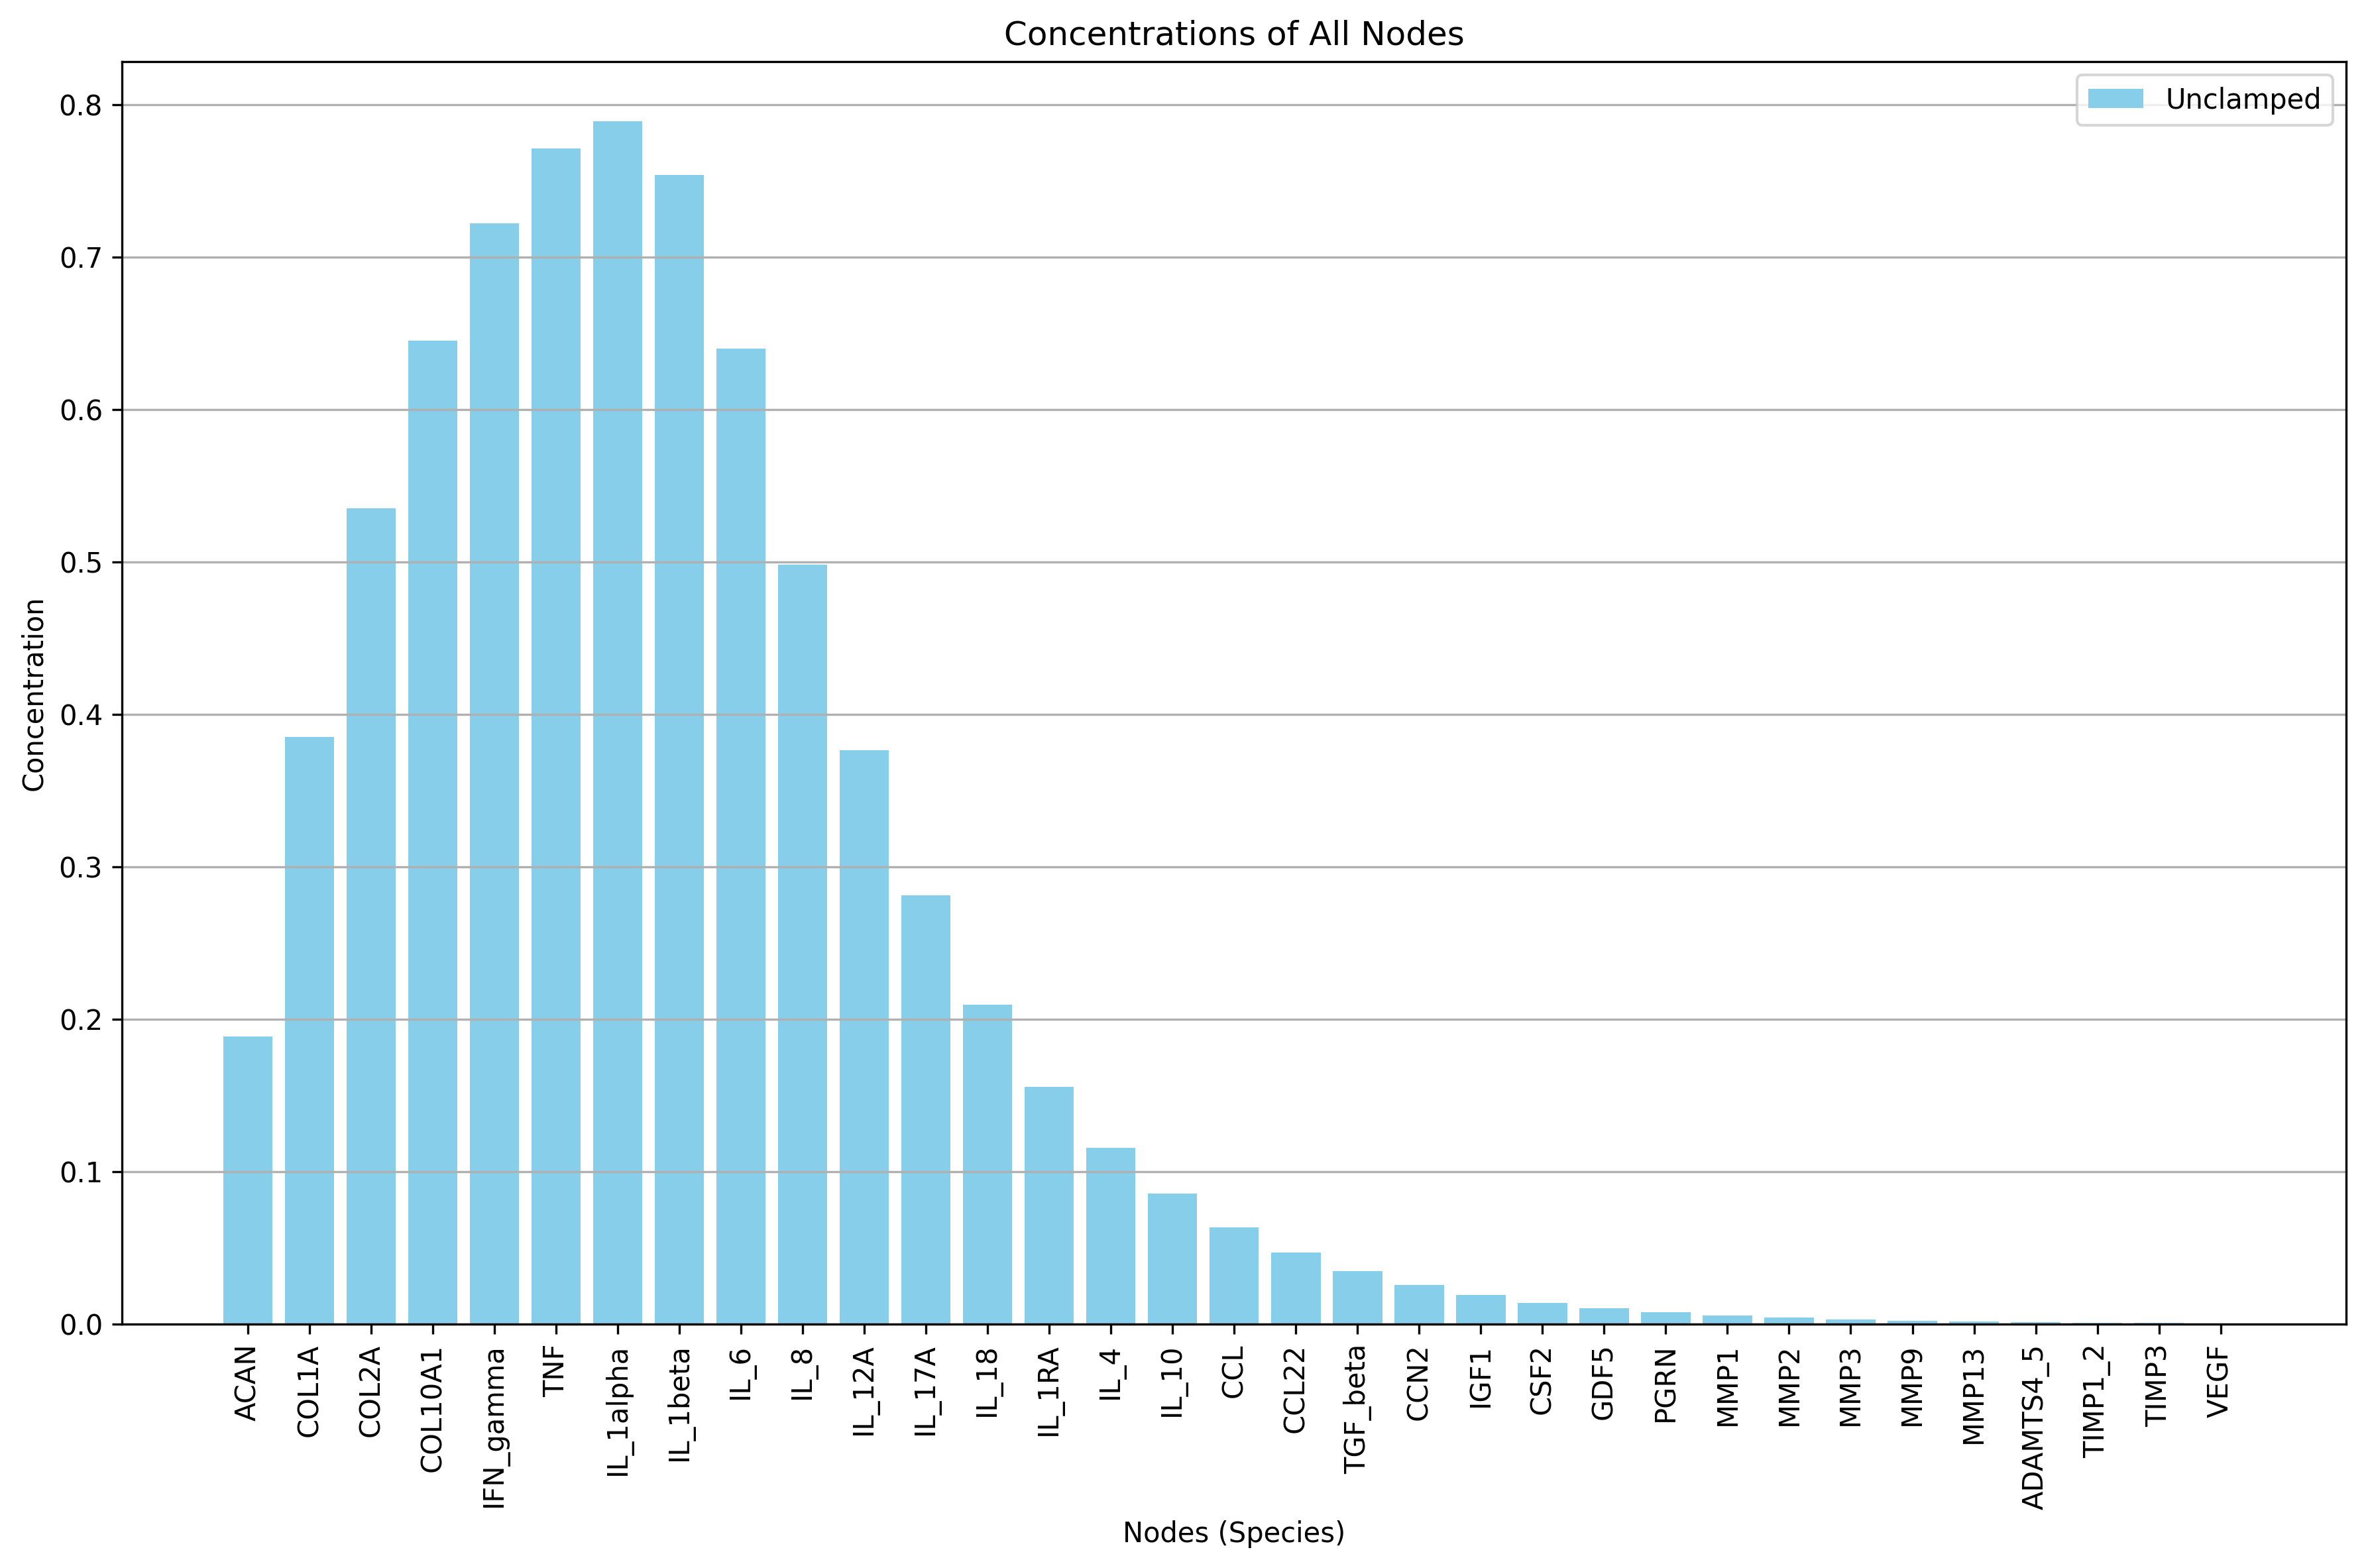 Concentrations of All Nodes
Unclamped
Concentration
0.8
0.7
0.6
0.5
0.4
0.3
0.2
0.1
0.0
ACAN
COL1A
COL2A
COL10A1
IFN_gamma
TNF
IL_1alpha
IL_1beta
IL_6
IL_8
IL_12A
IL_17A
IL_18
IL_1RA
IL_4
IL_10
CCL
CCL22
TGF_beta
CCN2
IGF1
CSF2
GDF5
PGRN
MMP1
MMP2
MMP3
MMP9
MMP13
ADAMTS4_5
TIMP1_2
TIMP3
VEGF
Nodes (Species)